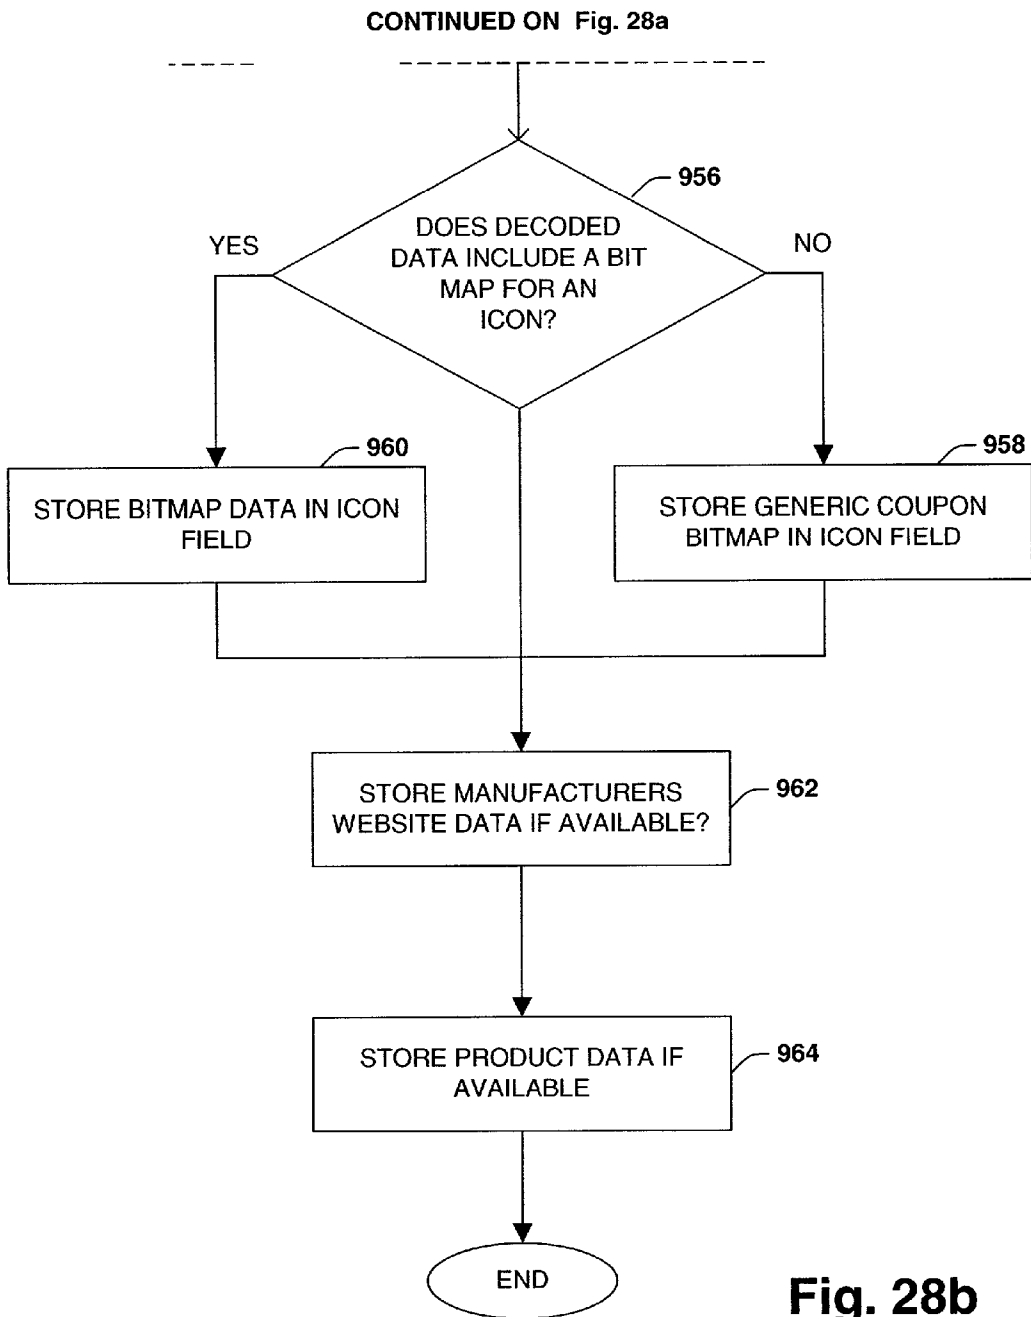 CONTINUED ON Fig. 28a
956
DOES DECODED
DATA INCLUDE A BIT
MAP FOR AN
ICON?
YES
NO
960
958
STORE BITMAP DATA IN ICON
FIELD
STORE GENERIC COUPON
BITMAP IN ICON FIELD
STORE MANUFACTURERS
WEBSITE DATA IF AVAILABLE?
962
STORE PRODUCT DATA IF
AVAILABLE
964
END
Fig. 28b